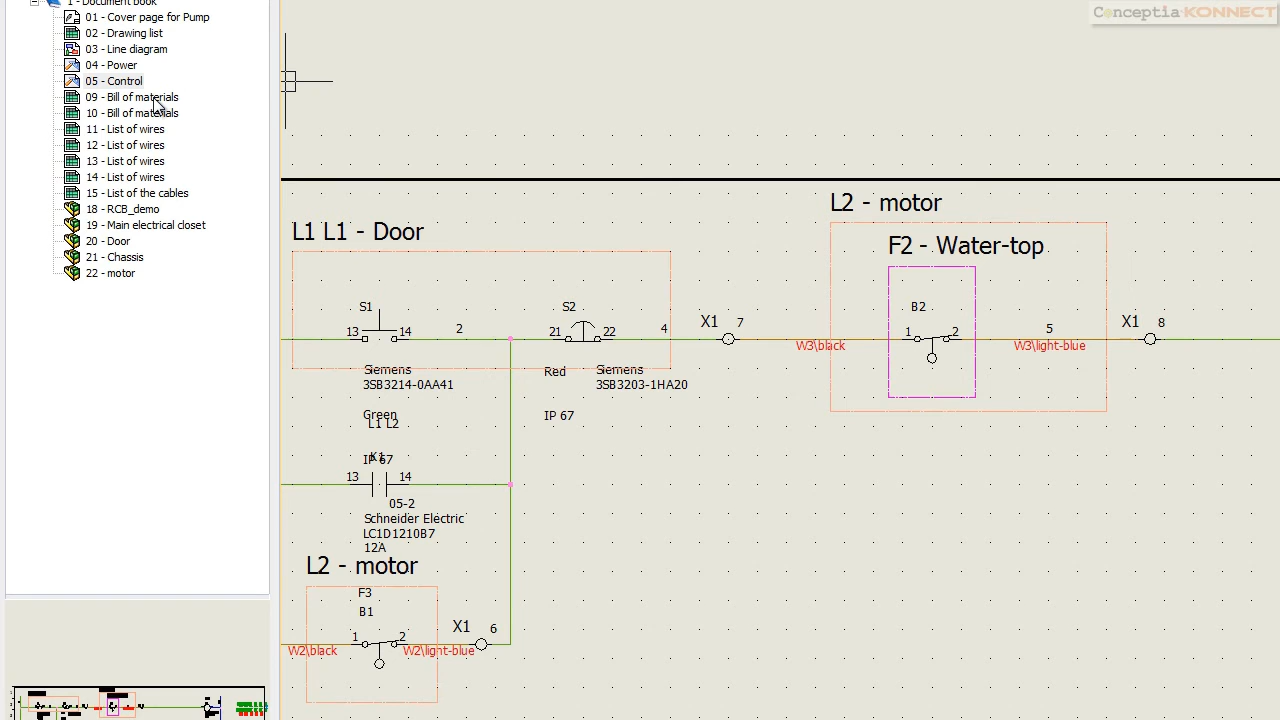 1 - Document book
01 - Cover page for Pump
02 - Drawing list
03 - Line diagram
04 - Power
05 - Control
09 - Bill of materials
10 - Bill of materials
11 - List of wires
12 - List of wires
13 - List of wires
14 - List of wires
15 - List of the cables
18 - RCB_demo
19 - Main electrical closet
20 - Door
21 - Chassis
22 - motor
Conceptia KONNECT
L1 L1 - Door
S1
13 14
2
S2
21 22
4
X1 7
Siemens
3SB3214-0AA41
Green
IP 67
Red
IP 67
Siemens
3SB3203-1HA20
L2 - motor
F2 - Water-top
B2
1 2
W3\black
5
W3\light-blue
X1 8
L1 L2
K1
13 14
05-2
Schneider Electric
LC1D1210B7
12A
L2 - motor
F3
B1
1 2
W2\black
W2\light-blue
X1 6